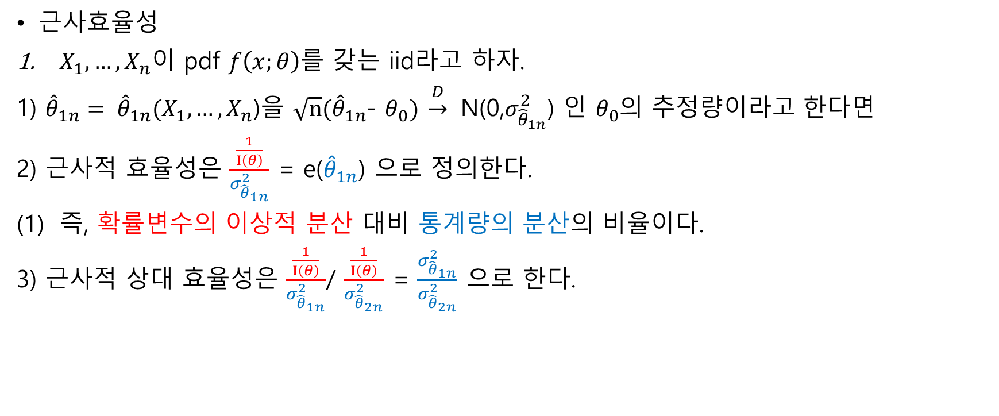 • 근사효율성
1. $X_1, \dots, X_n$이 pdf $f(x;\theta)$를 갖는 iid라고 하자.
1) $\hat{\theta}_{1n} = \hat{\theta}_{1n}(X_1, \dots, X_n)$을 $\sqrt{n}(\hat{\theta}_{1n} - \theta_0) \xrightarrow{D} N(0, \sigma^2_{\hat{\theta}_{1n}})$ 인 $\theta_0$의 추정량이라고 한다면
2) 근사적 효율성은 $\frac{\frac{1}{I(\theta)}}{\sigma^2_{\hat{\theta}_{1n}}} = e(\hat{\theta}_{1n})$ 으로 정의한다.
(1) 즉, 확률변수의 이상적 분산 대비 통계량의 분산의 비율이다.
3) 근사적 상대 효율성은 $\frac{\frac{1}{I(\theta)}}{\sigma^2_{\hat{\theta}_{1n}}} / \frac{\frac{1}{I(\theta)}}{\sigma^2_{\hat{\theta}_{2n}}} = \frac{\sigma^2_{\hat{\theta}_{1n}}}{\sigma^2_{\hat{\theta}_{2n}}}$ 으로 한다.